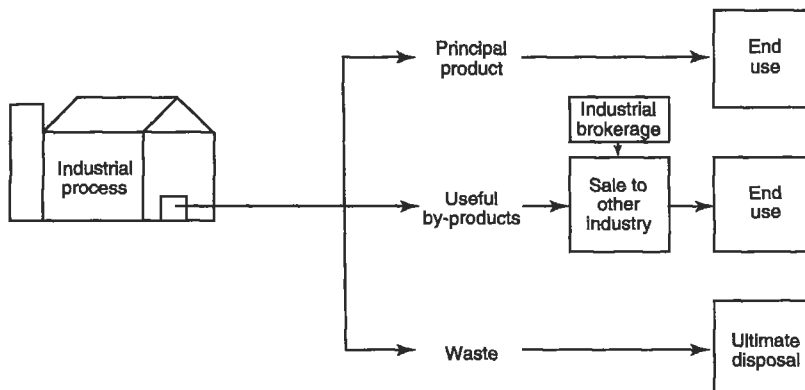 Principal
product
End
use
Industrial
brokerage
Industrial
process
Useful
by-products
Sale to
other
industry
End
use
Waste
Ultimate
disposal